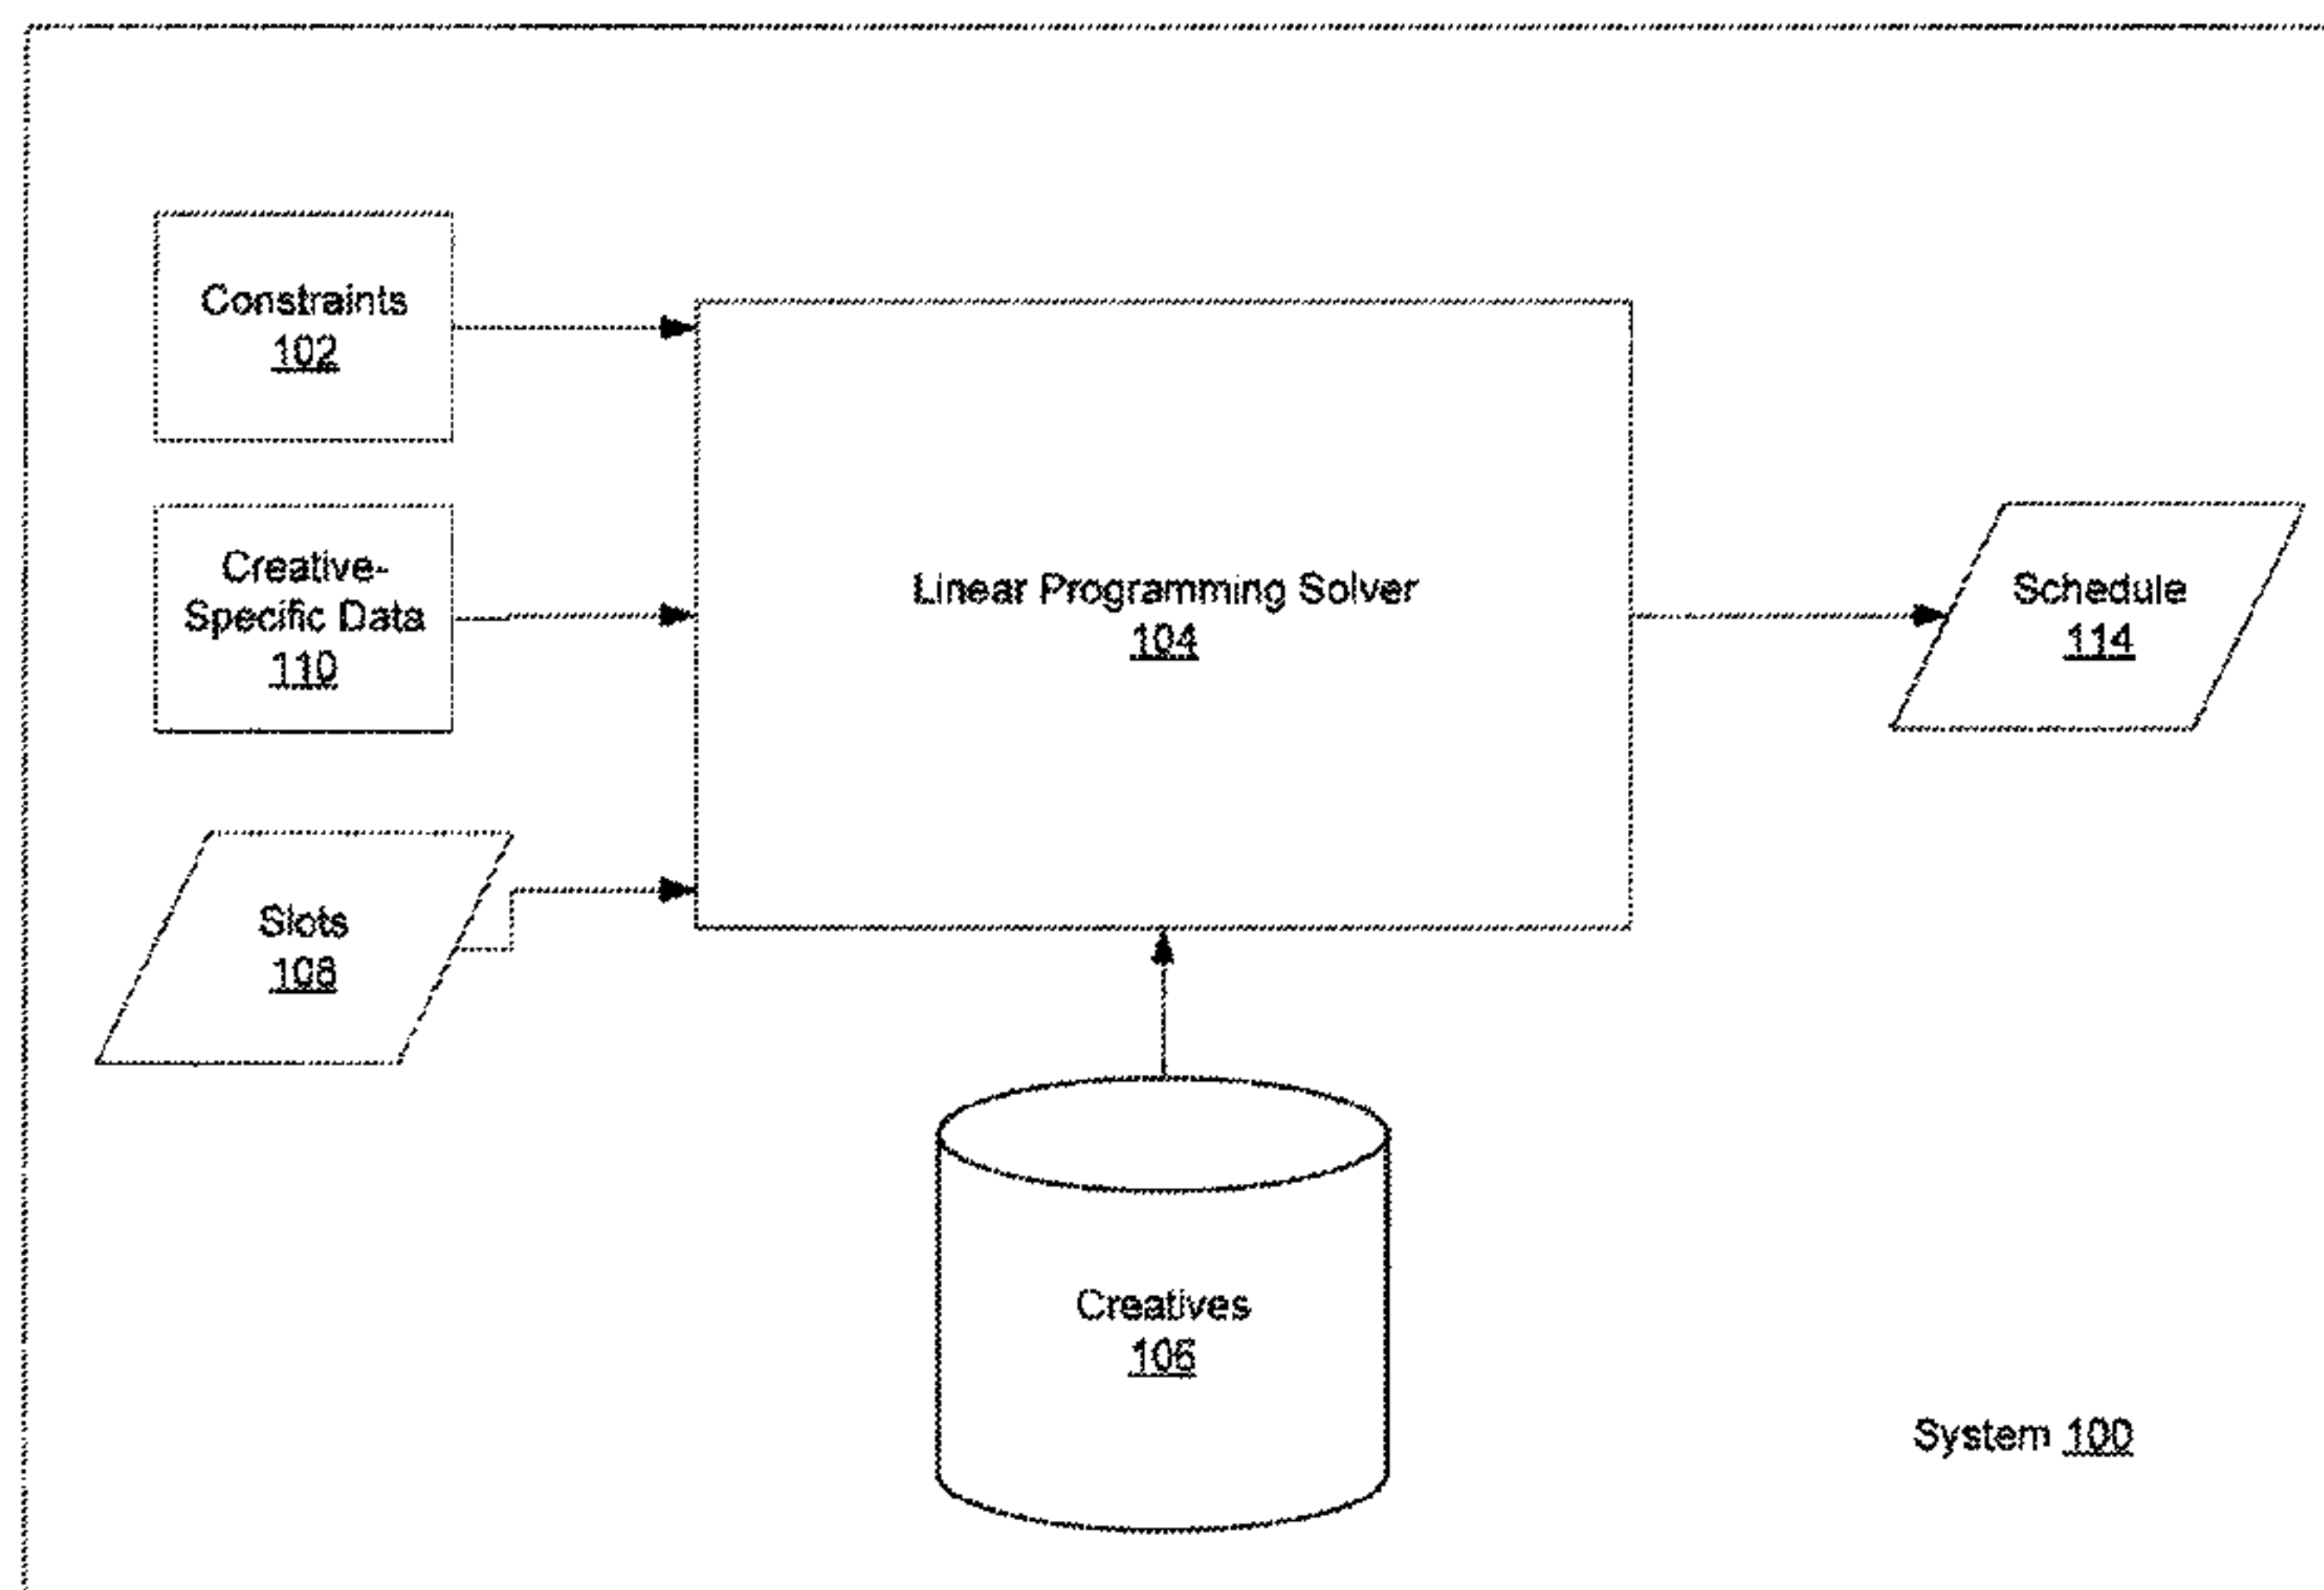 Constraints
102
Creative-
Specific Data
110
Slots
108
Linear Programming Solver
104
Creatives
106
Schedule
114
System 100